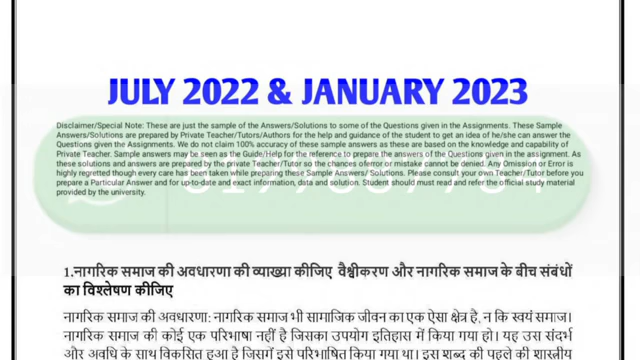 JULY 2022 & JANUARY 2023
Disclaimer/Special Note: These are just the sample of the Answers/Solutions to some of the Questions given in the Assignments. These Sample
Answers/Solutions are prepared by Private Teacher/Tutors/Authors for the help and guidance of the student to get an idea of he/she can answer the
Questions given the Assignments. We do not claim 100% accuracy of these sample answers as these are based on the knowledge and capability of
Private Teacher. Sample answers may be seen as the Guide/Help for the reference to prepare the answers of the Questions given in the assignment. As
these solutions and answers are prepared by the private Teacher/Tutor so the chances oferror or mistake cannot be denied. Any Omission or Error is
highly regretted though every care has been taken while preparing these Sample Answers/ Solutions. Please consult your own Teacher/Tutor before you
prepare a Particular Answer and for up-to-date and exact information, data and solution. Student should must read and refer the official study material
provided by the university.
1.नागरिक समाज की अवधारणा की व्याख्या कीजिए वैश्वीकरण और नागरिक समाज के बीच संबंधों
का विश्लेषण कीजिए
नागरिक समाज की अवधारणा: नागरिक समाज भी सामाजिक जीवन का एक ऐसा क्षेत्र है, न कि स्वयं समाज।
नागरिक समाज की कोई एक परिभाषा नहीं है जिसका उपयोग इतिहास में किया गया हो। यह उस संदर्भ
और अवधि के साथ विकसित हुआ है जिसमें इसे परिभाषित किया गया था। इस शब्द की पहले की शास्त्रीय